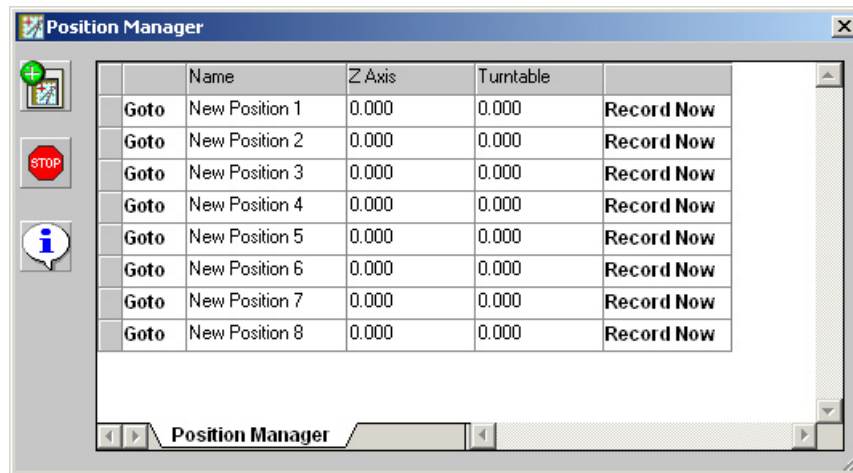 Position Manager
Name Z Axis Turntable
Goto New Position 1 0.000 0.000 Record Now
STOP
Goto New Position 2 0.000 0.000 Record Now
Goto New Position 3 0.000 0.000 Record Now
Goto New Position 4 0.000 0.000 Record Now
Goto New Position 5 0.000 0.000 Record Now
Goto New Position 6 0.000 0.000 Record Now
Goto New Position 7 0.000 0.000 Record Now
Goto New Position 8 0.000 0.000 Record Now
Position Manager